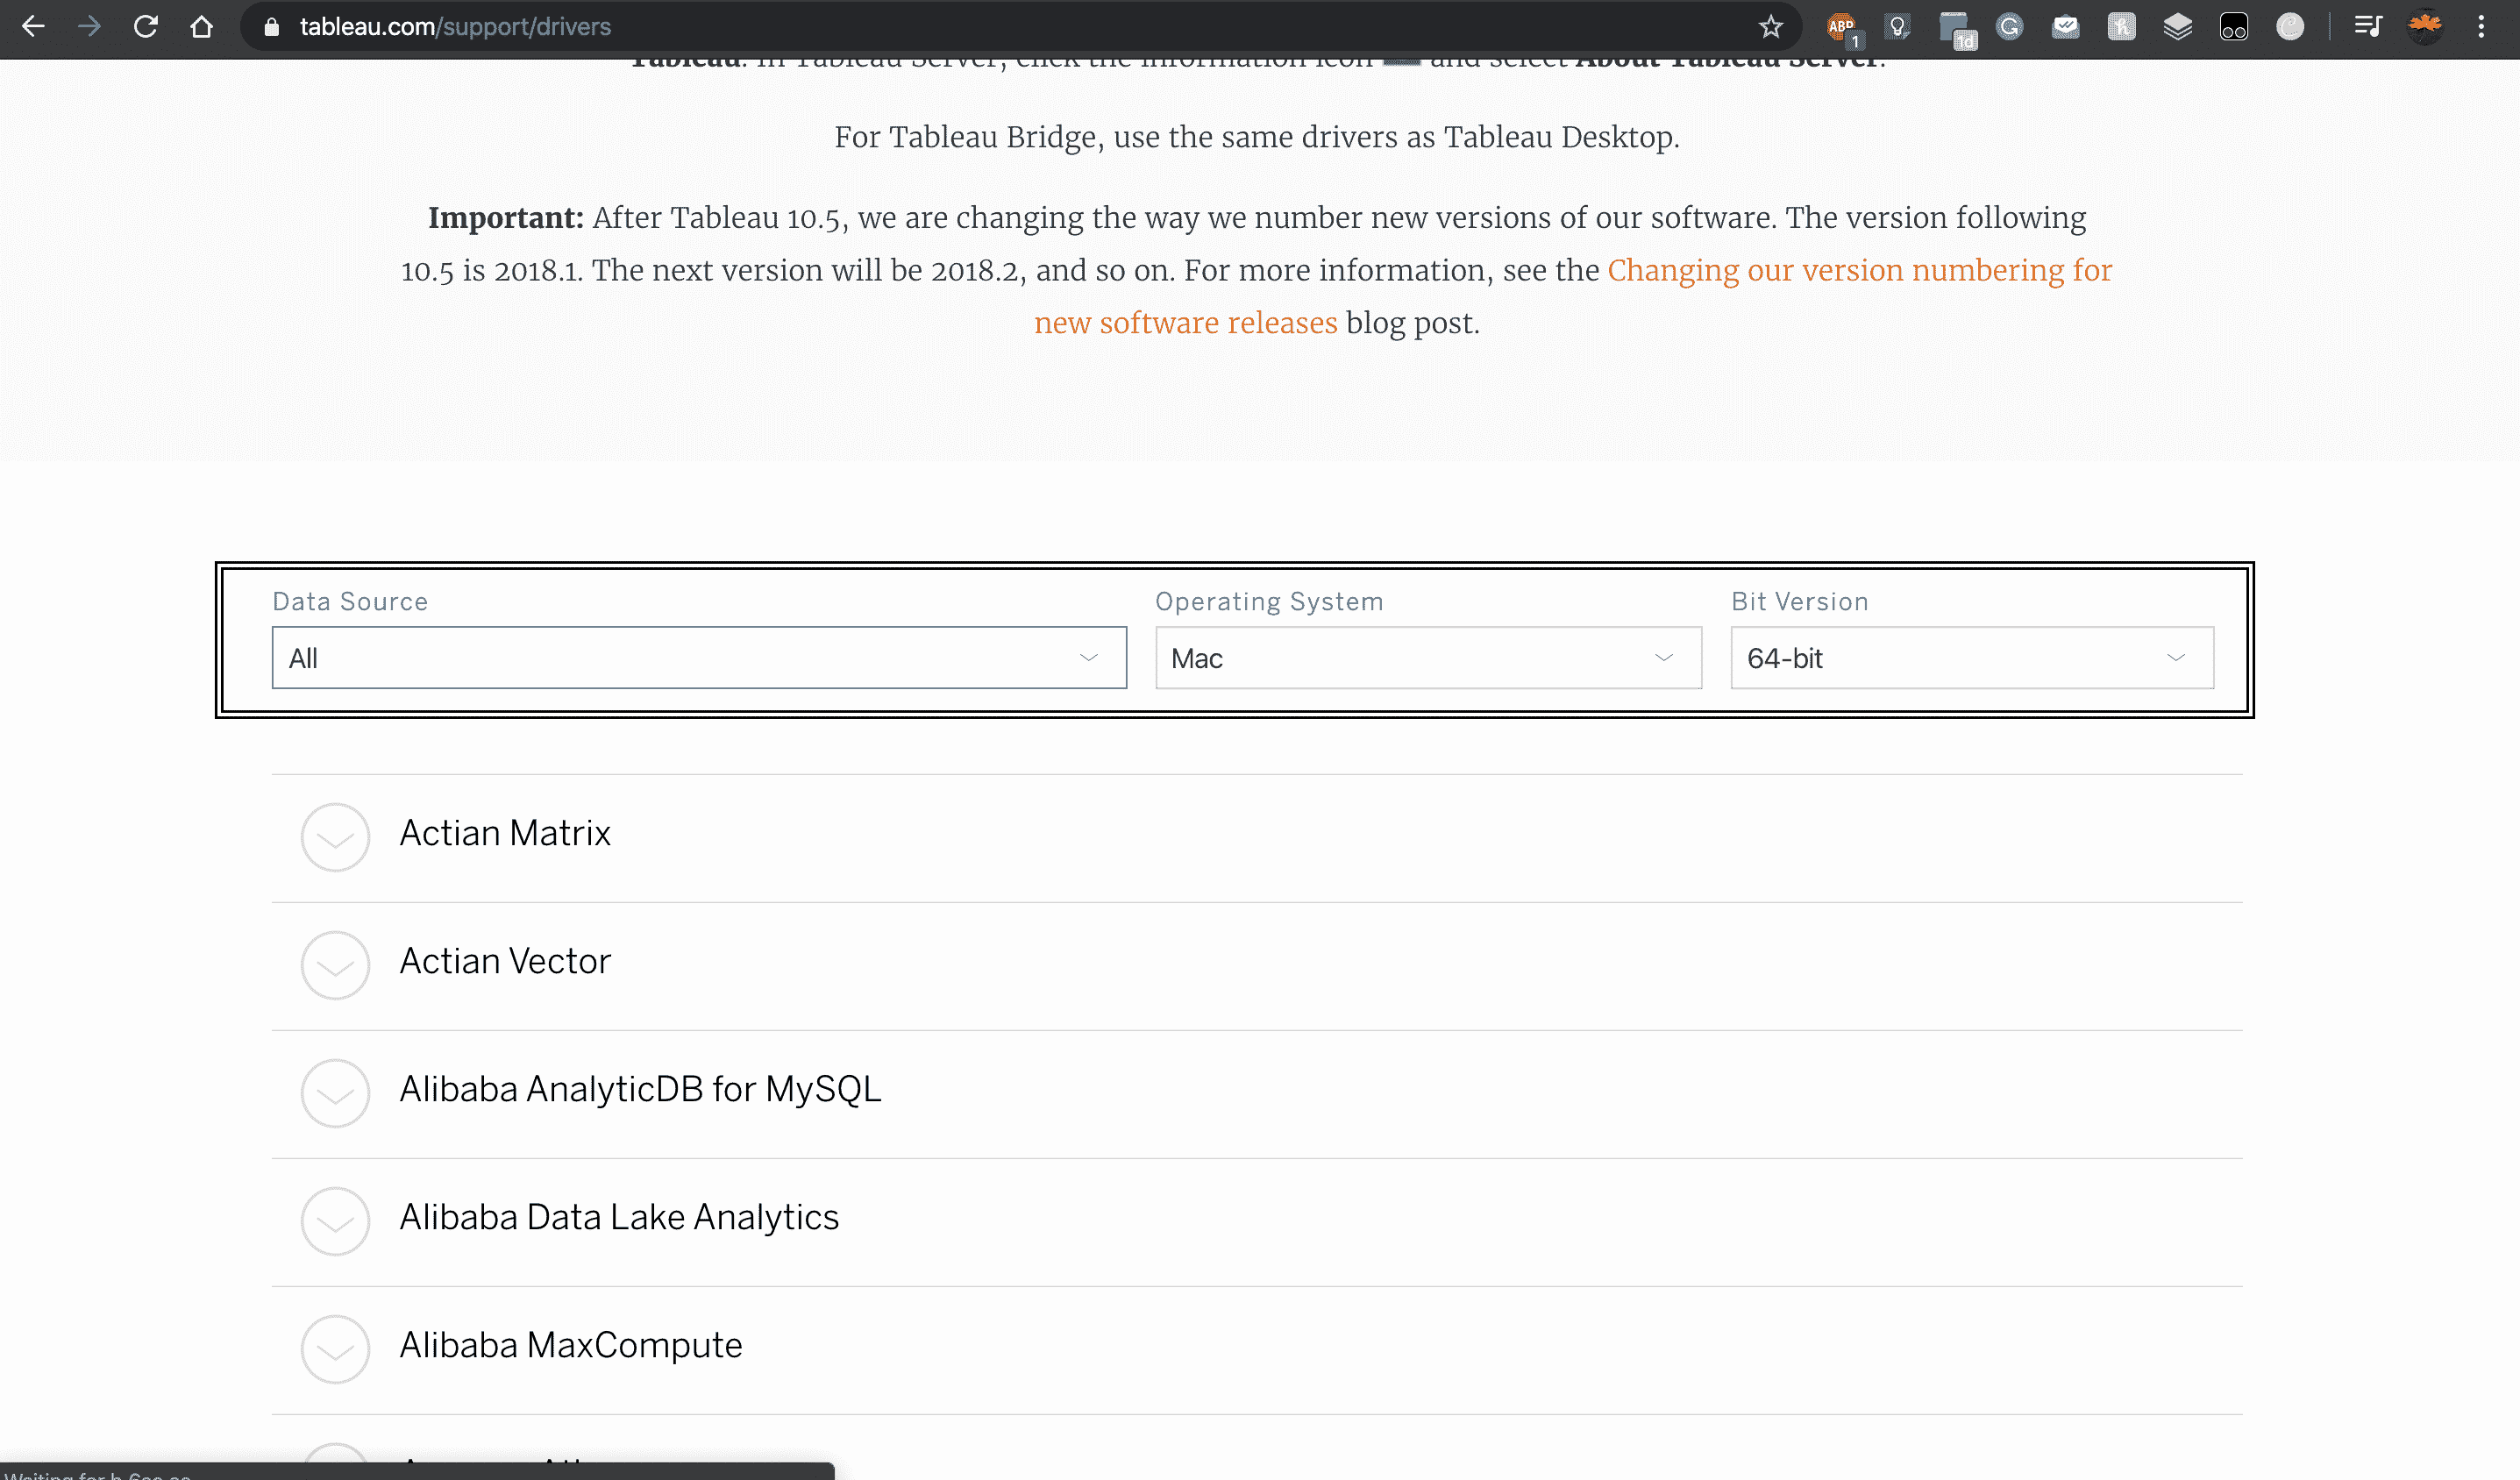 tableau.com/support/drivers
ABP
1
1d
Tableau. In Tableau Server, click the information icon and select About Tableau Server.
For Tableau Bridge, use the same drivers as Tableau Desktop.
Important: After Tableau 10.5, we are changing the way we number new versions of our software. The version following
10.5 is 2018.1. The next version will be 2018.2, and so on. For more information, see the Changing our version numbering for
new software releases blog post.
Data Source
Operating System
Bit Version
All
Mac
64-bit
Actian Matrix
Actian Vector
Alibaba AnalyticDB for MySQL
Alibaba Data Lake Analytics
Alibaba MaxCompute
Waiting for